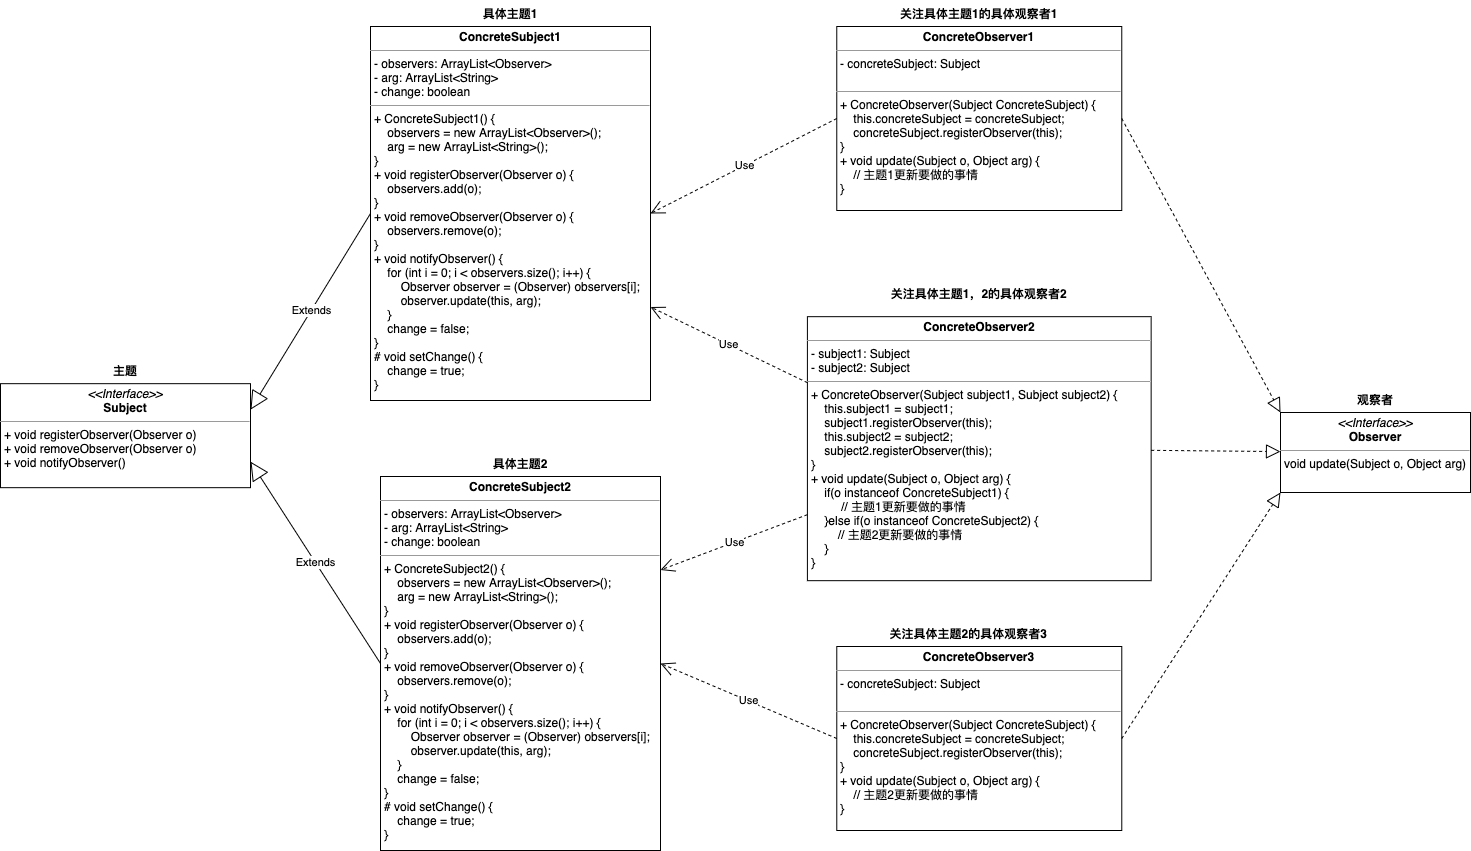 主题
<<Interface>>
Subject
+ void registerObserver(Observer o)
+ void removeObserver(Observer o)
+ void notifyObserver()
Extends
Extends
具体主题1
ConcreteSubject1
- observers: ArrayList<Observer>
- arg: ArrayList<String>
- change: boolean
+ ConcreteSubject1() {
observers = new ArrayList<Observer>();
arg = new ArrayList<String>();
}
+ void registerObserver(Observer o) {
observers.add(o);
}
+ void removeObserver(Observer o) {
observers.remove(o);
}
+ void notifyObserver() {
for (int i = 0; i < observers.size(); i++) {
Observer observer = (Observer) observers[i];
observer.update(this, arg);
}
change = false;
}
# void setChange() {
change = true;
}
具体主题2
ConcreteSubject2
- observers: ArrayList<Observer>
- arg: ArrayList<String>
- change: boolean
+ ConcreteSubject2() {
observers = new ArrayList<Observer>();
arg = new ArrayList<String>();
}
+ void registerObserver(Observer o) {
observers.add(o);
}
+ void removeObserver(Observer o) {
observers.remove(o);
}
+ void notifyObserver() {
for (int i = 0; i < observers.size(); i++) {
Observer observer = (Observer) observers[i];
observer.update(this, arg);
}
change = false;
}
# void setChange() {
change = true;
}
Use
Use
Use
Use
关注具体主题1的具体观察者1
ConcreteObserver1
- concreteSubject: Subject
+ ConcreteObserver(Subject ConcreteSubject) {
this.concreteSubject = concreteSubject;
concreteSubject.registerObserver(this);
}
+ void update(Subject o, Object arg) {
// 主题1更新要做的事情
}
关注具体主题1，2的具体观察者2
ConcreteObserver2
- subject1: Subject
- subject2: Subject
+ ConcreteObserver(Subject subject1, Subject subject2) {
this.subject1 = subject1;
subject1.registerObserver(this);
this.subject2 = subject2;
subject2.registerObserver(this);
}
+ void update(Subject o, Object arg) {
if(o instanceof ConcreteSubject1) {
// 主题1更新要做的事情
}else if(o instanceof ConcreteSubject2) {
// 主题2更新要做的事情
}
}
关注具体主题2的具体观察者3
ConcreteObserver3
- concreteSubject: Subject
+ ConcreteObserver(Subject ConcreteSubject) {
this.concreteSubject = concreteSubject;
concreteSubject.registerObserver(this);
}
+ void update(Subject o, Object arg) {
// 主题2更新要做的事情
}
观察者
<<Interface>>
Observer
void update(Subject o, Object arg)